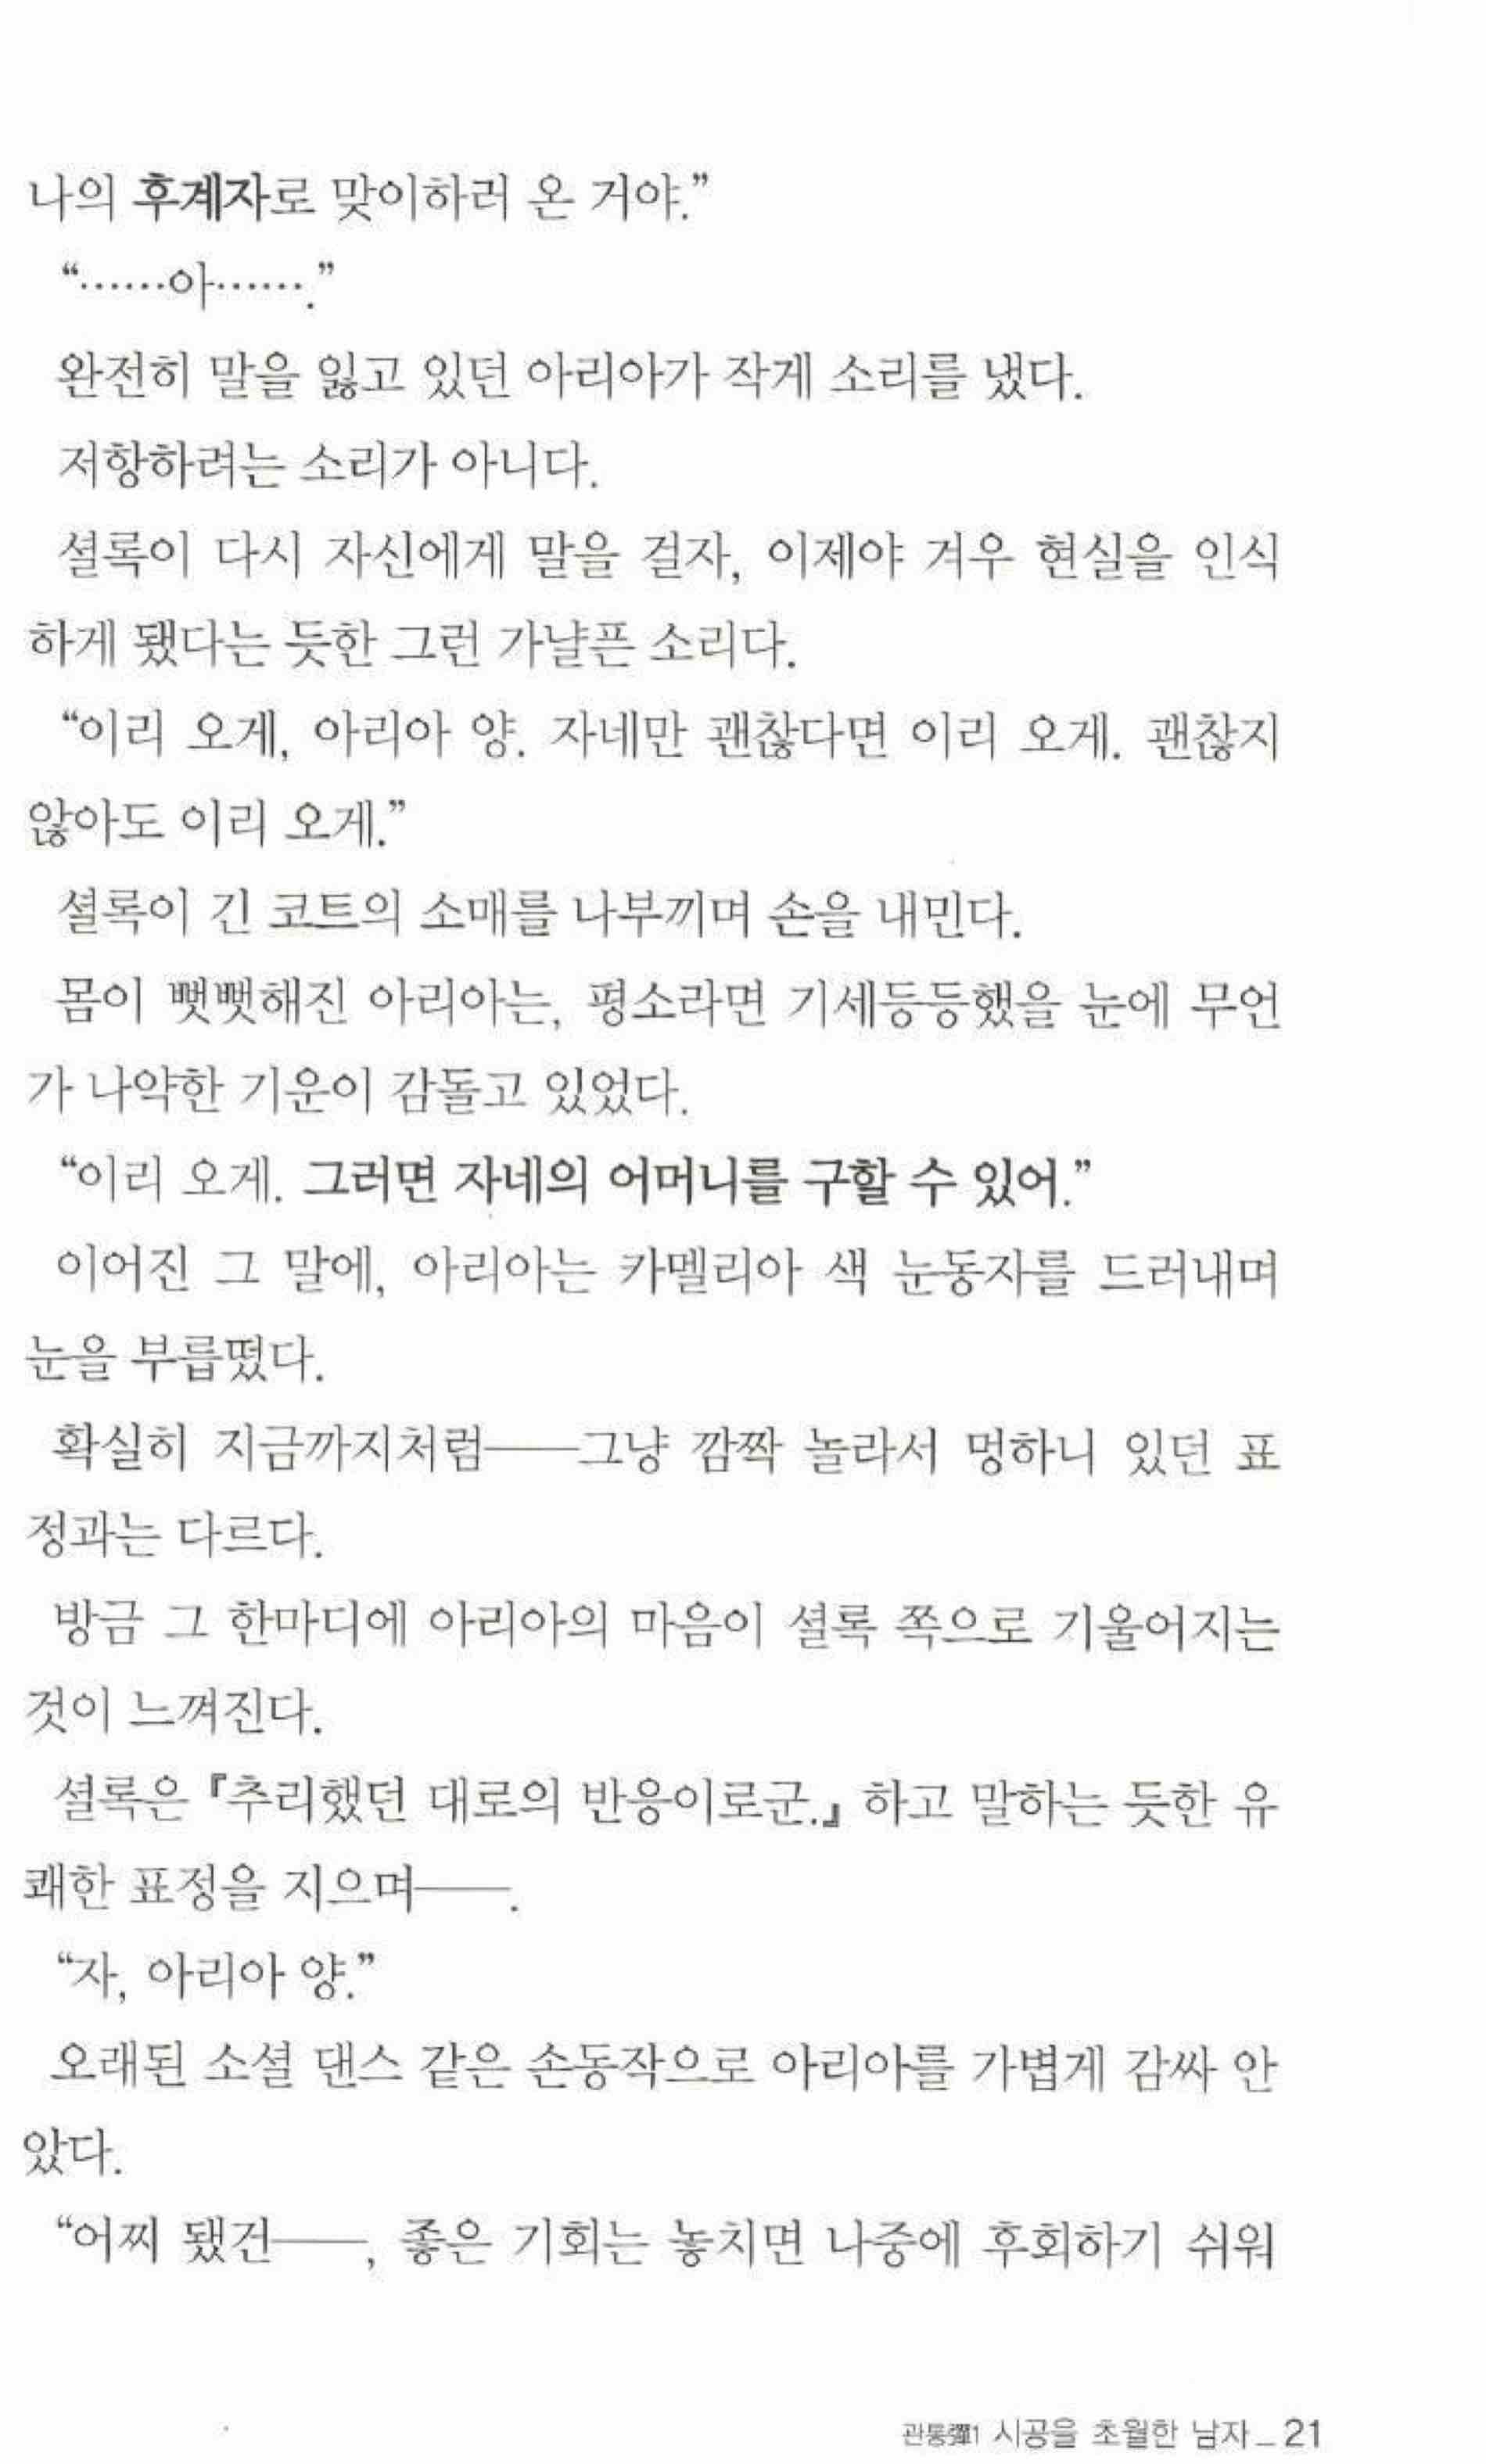 나의 후계자로 맞이하러 온 거야.”
“……아…….”
완전히 말을 잃고 있던 아리아가 작게 소리를 냈다.
저항하려는 소리가 아니다.
셜록이 다시 자신에게 말을 걸자, 이제야 겨우 현실을 인식
하게 됐다는 듯한 그런 가냘픈 소리다.
“이리 오게, 아리아 양. 자네만 괜찮다면 이리 오게. 괜찮지
않아도 이리 오게.”
셜록이 긴 코트의 소매를 나부끼며 손을 내민다.
몸이 뻣뻣해진 아리아는, 평소라면 기세등등했을 눈에 무언
가 나약한 기운이 감돌고 있었다.
“이리 오게. 그러면 자네의 어머니를 구할 수 있어.”
이어진 그 말에, 아리아는 카멜리아 색 눈동자를 드러내며
눈을 부릅떴다.
확실히 지금까지처럼――그냥 깜짝 놀라서 멍하니 있던 표
정과는 다르다.
방금 그 한마디에 아리아의 마음이 셜록 쪽으로 기울어지는
것이 느껴진다.
셜록은 『추리했던 대로의 반응이로군.』 하고 말하는 듯한 유
쾌한 표정을 지으며――.
“자, 아리아 양.”
오래된 소셜 댄스 같은 손동작으로 아리아를 가볍게 감싸 안
았다.
“어찌 됐건――, 좋은 기회는 놓치면 나중에 후회하기 쉬워
관통彈1 시공을 초월한 남자_21